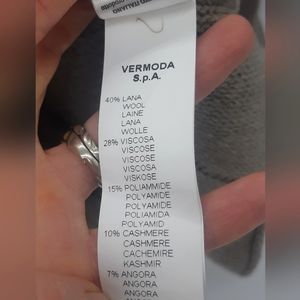 VERMODA
S.p.A.
40% LANA
WOOL
LAINE
LANA
WOLLE
28% VISCOSA
VISCOSE
VISCOSE
VISCOSA
VISKOSE
15% POLIAMMIDE
POLYAMIDE
POLYAMIDE
POLIAMIDA
POLYAMID
10% CASHMERE
CASHMERE
CACHEMIRE
KASHMIR
7% ANGORA
ANGORA
ANGORA